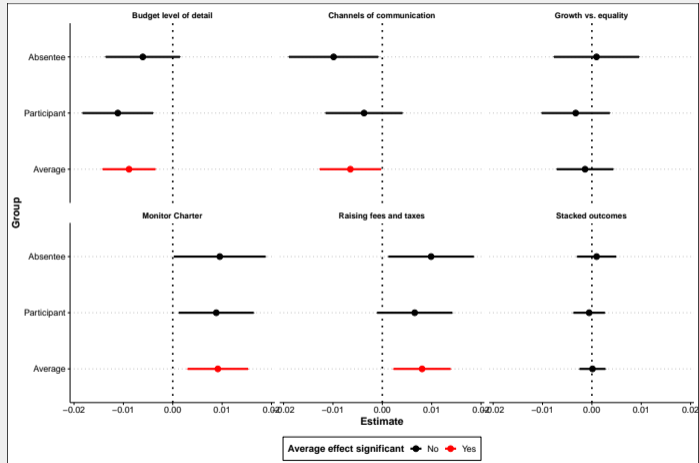 Budget level of detail Channels of communication Growth vs. equality
Absentee
Participant
Average
Group
Monitor Charter Raising fees and taxes Stacked outcomes
Absentee
Participant
Average
−0.02 −0.01 0.00 0.01 0.02 −0.02 −0.01 0.00 0.01 0.02 −0.02 −0.01 0.00 0.01 0.02
Estimate
Average effect significant No Yes